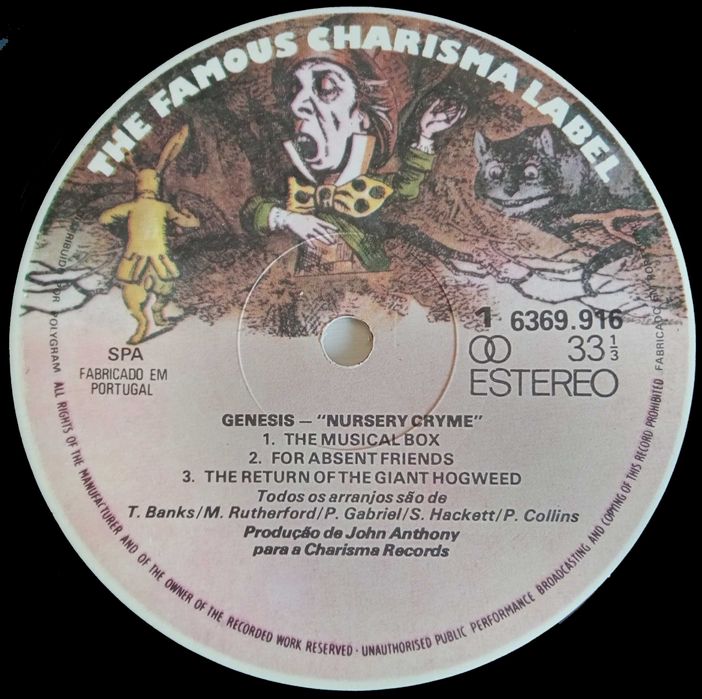 THE FAMOUS CHARISMA LABEL
1 6369.916
33 1/3
ESTEREO
SPA
FABRICADO EM
PORTUGAL
GENESIS – "NURSERY CRYME"
1. THE MUSICAL BOX
2. FOR ABSENT FRIENDS
3. THE RETURN OF THE GIANT HOGWEED
Todos os arranjos são de
T. Banks/M. Rutherford/P. Gabriel/S. Hackett/P. Collins
Produção de John Anthony
para a Charisma Records
POR POLYGRAM ALL RIGHTS OF THE MANUFACTURER AND OF THE OWNER OF THE RECORDED WORK RESERVED · UNAUTHORISED PUBLIC PERFORMANCE BROADCASTING AND COPYING OF THIS RECORD PROHIBITED